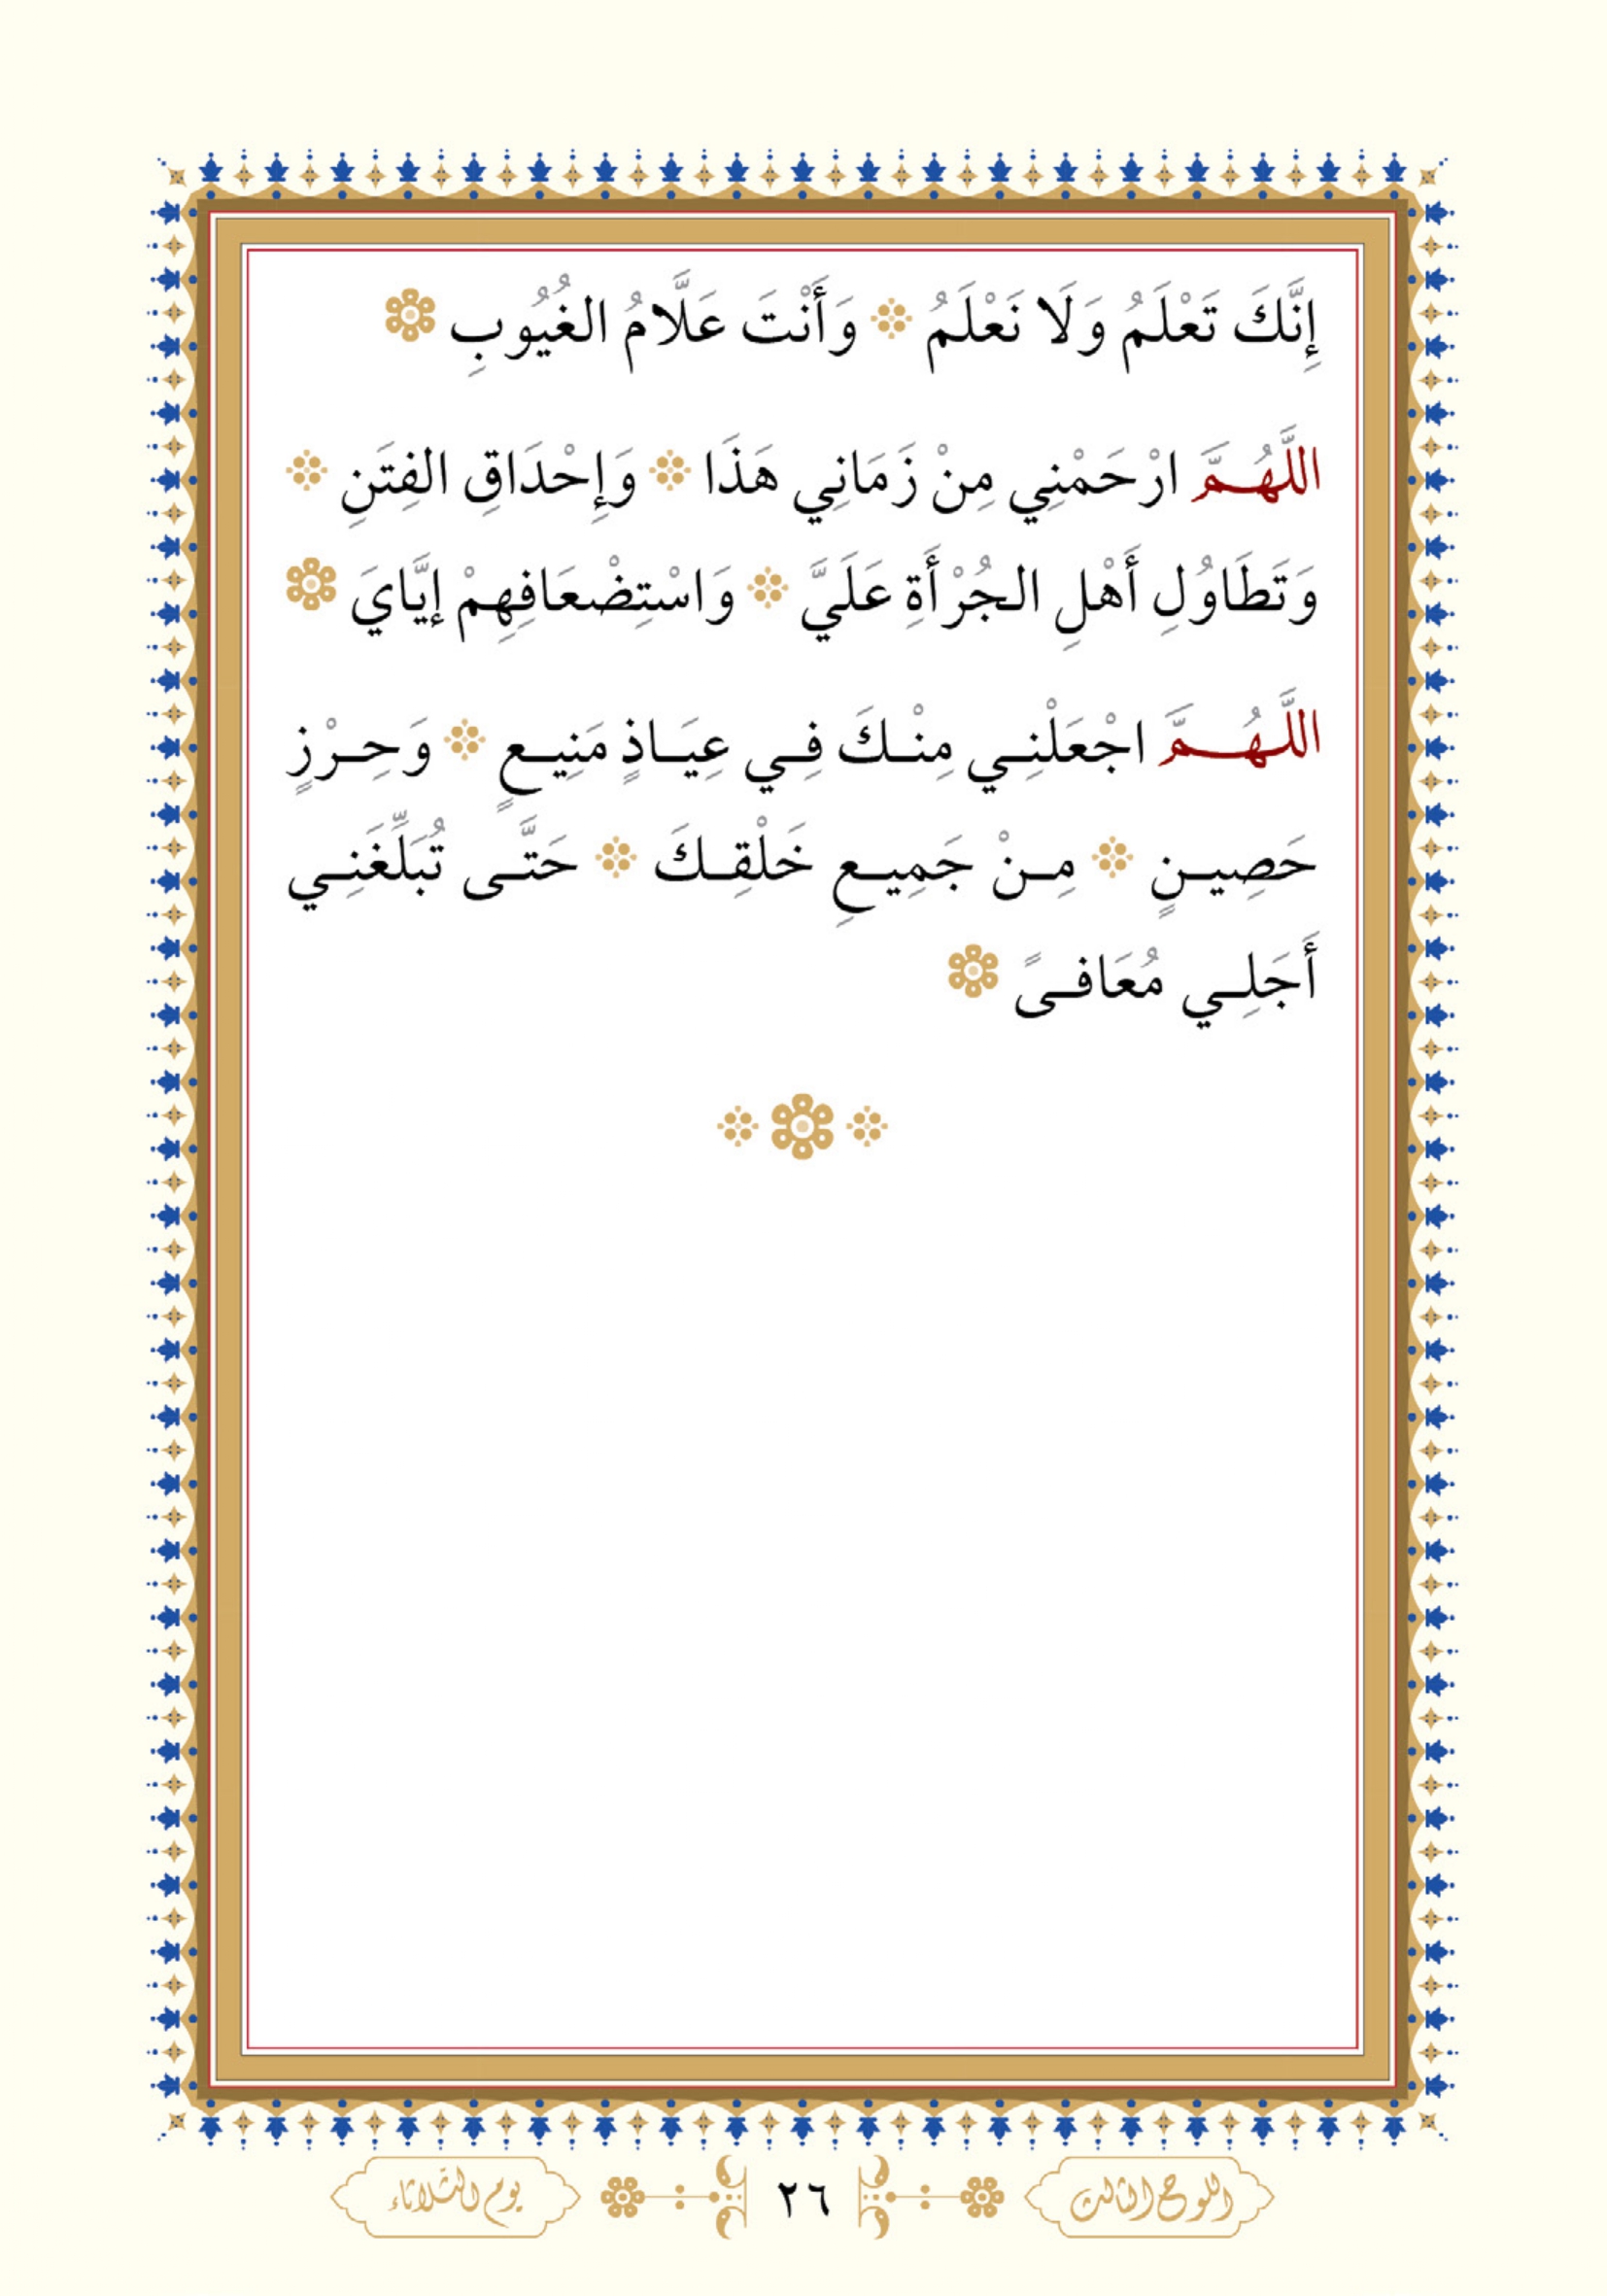 إِنَّكَ تَعْلَمُ وَلَا نَعْلَمُ وَأَنْتَ عَلَّامُ الغُيُوبِ
اللَّهُمَّ ارْحَمْنِي مِنْ زَمَانِي هَذَا وَإِحْدَاقِ الفِتَنِ
وَتَطَاوُلِ أَهْلِ الجُرْأَةِ عَلَيَّ وَاسْتِضْعَافِهِمْ إيَّايَ
اللَّهُمَّ اجْعَلْنِي مِنْكَ فِي عِيَاذٍ مَنِيعٍ وَحِرْزٍ
حَصِينٍ مِنْ جَمِيعِ خَلْقِكَ حَتَّى تُبَلِّغَنِي
أَجَلِي مُعَافىً
اللوح الثالث ٢٦ يوم الثلاثاء